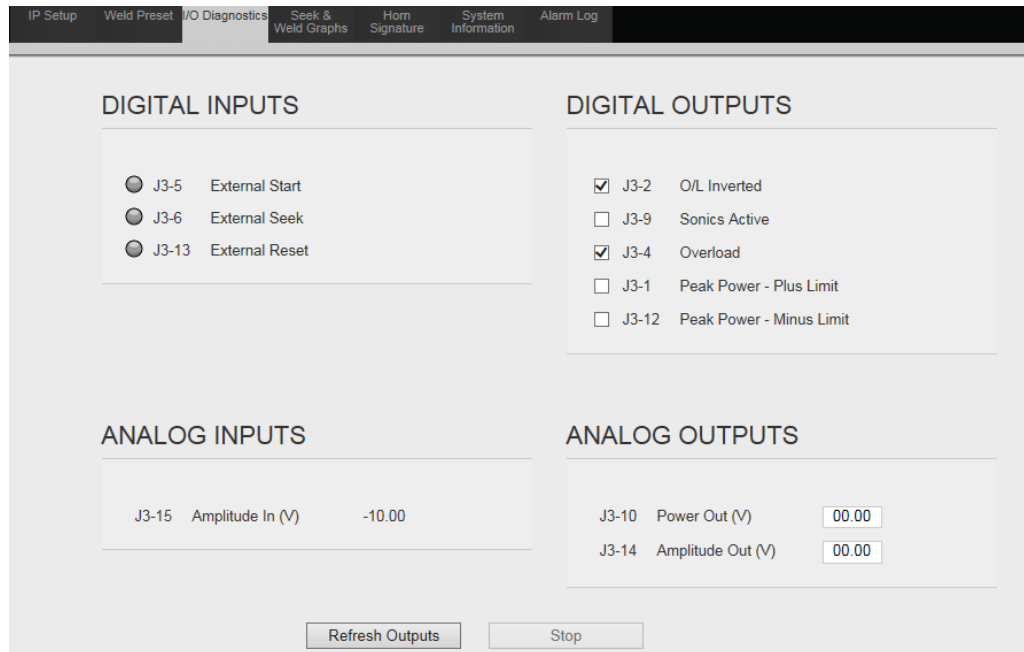 IP Setup
Weld Preset
I/O Diagnostics
Seek &
Weld Graphs
Horn
Signature
System
Information
Alarm Log
DIGITAL INPUTS
J3-5 External Start
J3-6 External Seek
J3-13 External Reset
DIGITAL OUTPUTS
J3-2 O/L Inverted
J3-9 Sonics Active
J3-4 Overload
J3-1 Peak Power - Plus Limit
J3-12 Peak Power - Minus Limit
ANALOG INPUTS
J3-15 Amplitude In (V) -10.00
ANALOG OUTPUTS
J3-10 Power Out (V) 00.00
J3-14 Amplitude Out (V) 00.00
Refresh Outputs
Stop